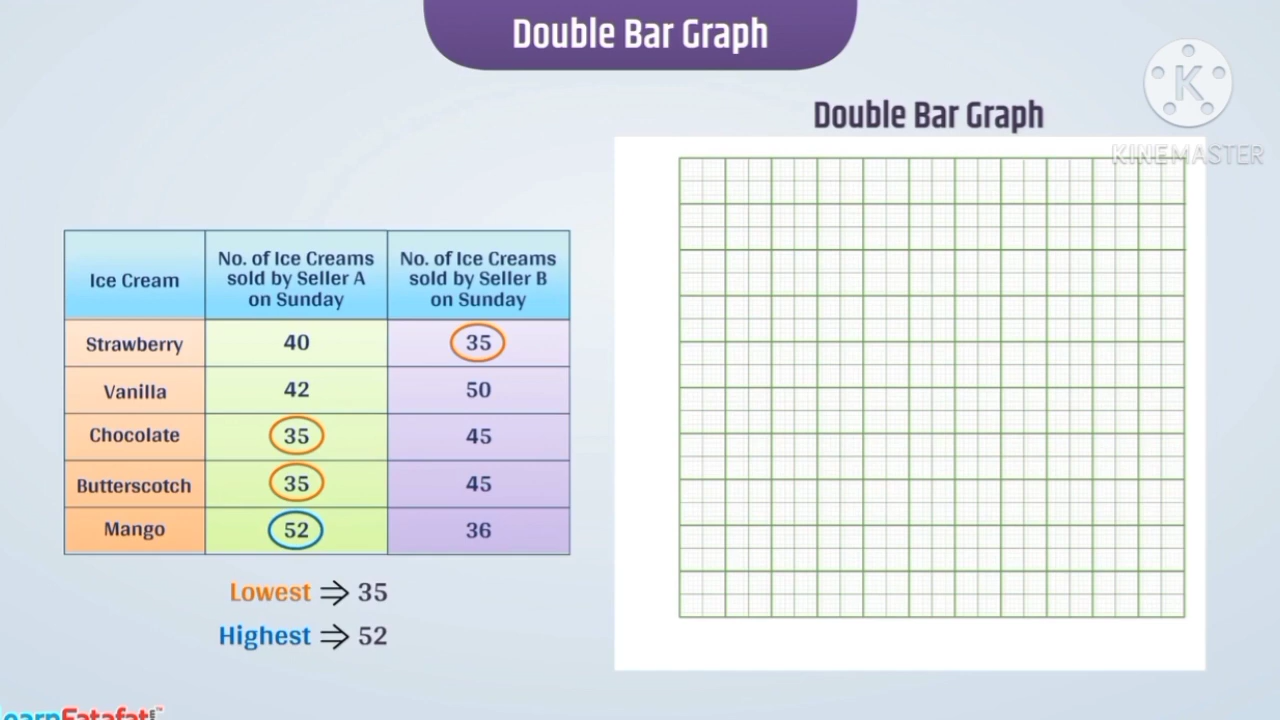 Double Bar Graph
Double Bar Graph
K
KINEMASTER
Ice Cream
No. of Ice Creams sold by Seller A on Sunday
No. of Ice Creams sold by Seller B on Sunday
Strawberry 40 35
Vanilla 42 50
Chocolate 35 45
Butterscotch 35 45
Mango 52 36
Lowest ⇒ 35
Highest ⇒ 52